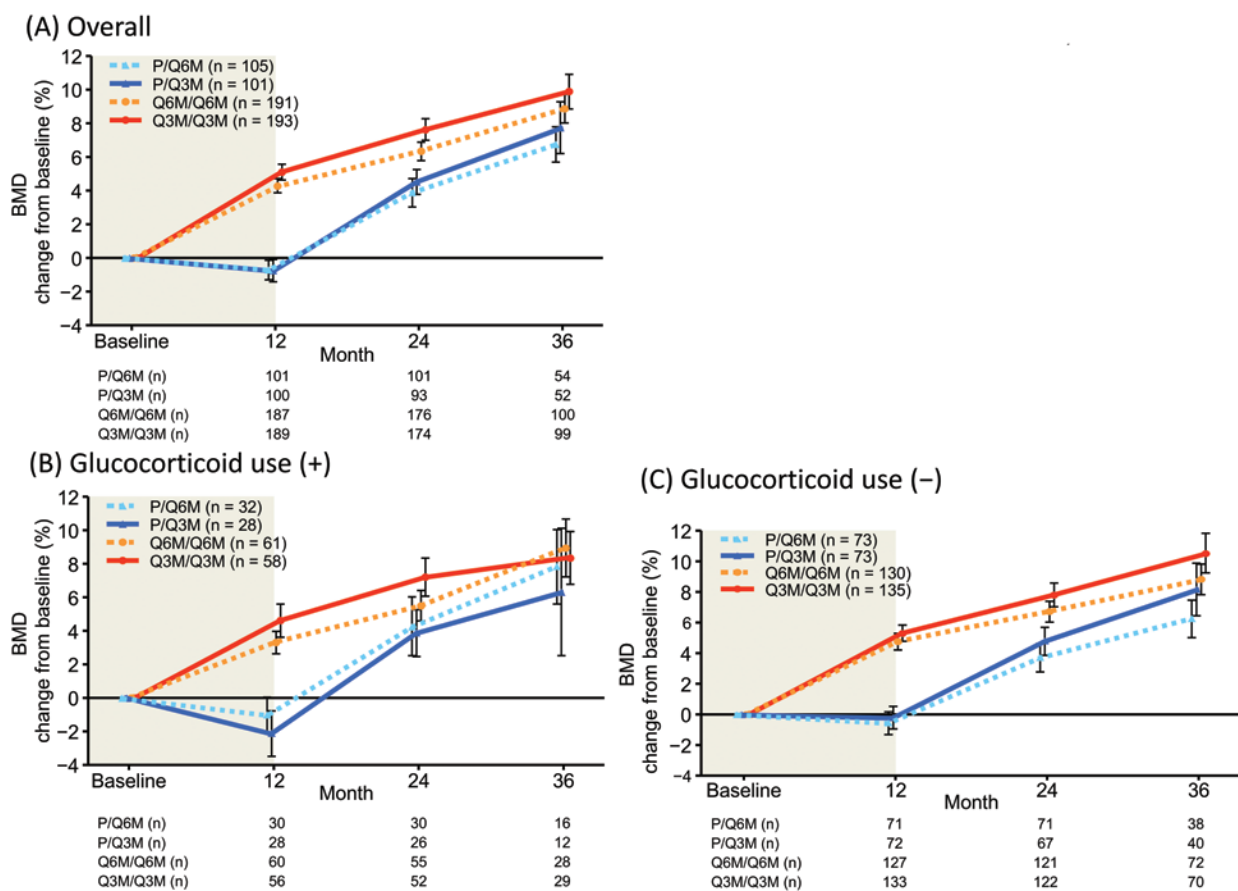 (A) Overall
BMD
change from baseline (%)
12
10
8
6
4
2
0
−2
−4
P/Q6M (n = 105)
P/Q3M (n = 101)
Q6M/Q6M (n = 191)
Q3M/Q3M (n = 193)
Baseline 12 24 36
Month
P/Q6M (n) 101 101 54
P/Q3M (n) 100 93 52
Q6M/Q6M (n) 187 176 100
Q3M/Q3M (n) 189 174 99
(B) Glucocorticoid use (+)
BMD
change from baseline (%)
12
10
8
6
4
2
0
−2
−4
P/Q6M (n = 32)
P/Q3M (n = 28)
Q6M/Q6M (n = 61)
Q3M/Q3M (n = 58)
Baseline 12 24 36
Month
P/Q6M (n) 30 30 16
P/Q3M (n) 28 26 12
Q6M/Q6M (n) 60 55 28
Q3M/Q3M (n) 56 52 29
(C) Glucocorticoid use (−)
BMD
change from baseline (%)
12
10
8
6
4
2
0
−2
−4
P/Q6M (n = 73)
P/Q3M (n = 73)
Q6M/Q6M (n = 130)
Q3M/Q3M (n = 135)
Baseline 12 24 36
Month
P/Q6M (n) 71 71 38
P/Q3M (n) 72 67 40
Q6M/Q6M (n) 127 121 72
Q3M/Q3M (n) 133 122 70